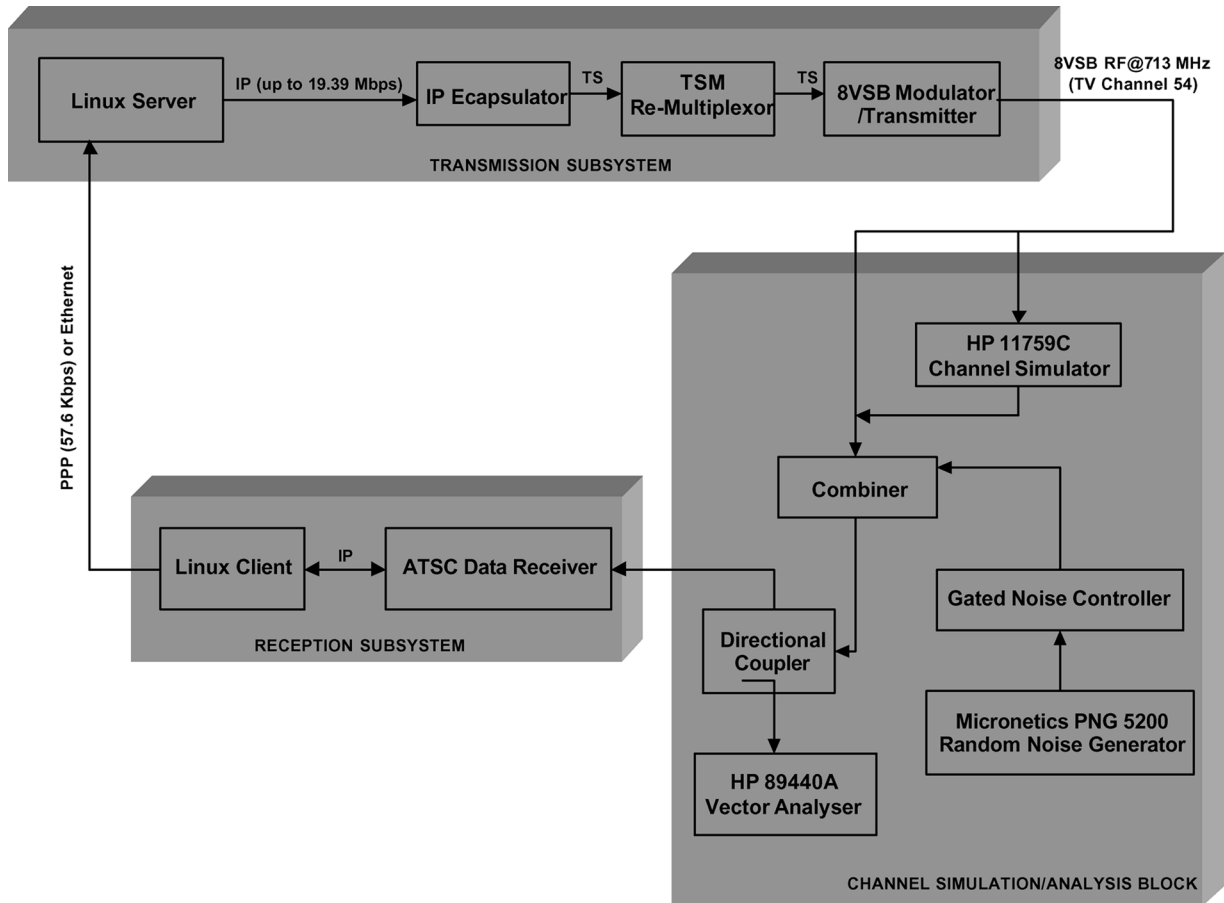 Linux Server
IP (up to 19.39 Mbps)
IP Ecapsulator
TS
TSM
Re-Multiplexor
TS
8VSB Modulator
/Transmitter
8VSB RF@713 MHz
(TV Channel 54)
TRANSMISSION SUBSYSTEM
PPP (57.6 Kbps) or Ethernet
HP 11759C
Channel Simulator
Combiner
Linux Client
IP
ATSC Data Receiver
RECEPTION SUBSYSTEM
Gated Noise Controller
Directional
Coupler
Micronetics PNG 5200
Random Noise Generator
HP 89440A
Vector Analyser
CHANNEL SIMULATION/ANALYSIS BLOCK